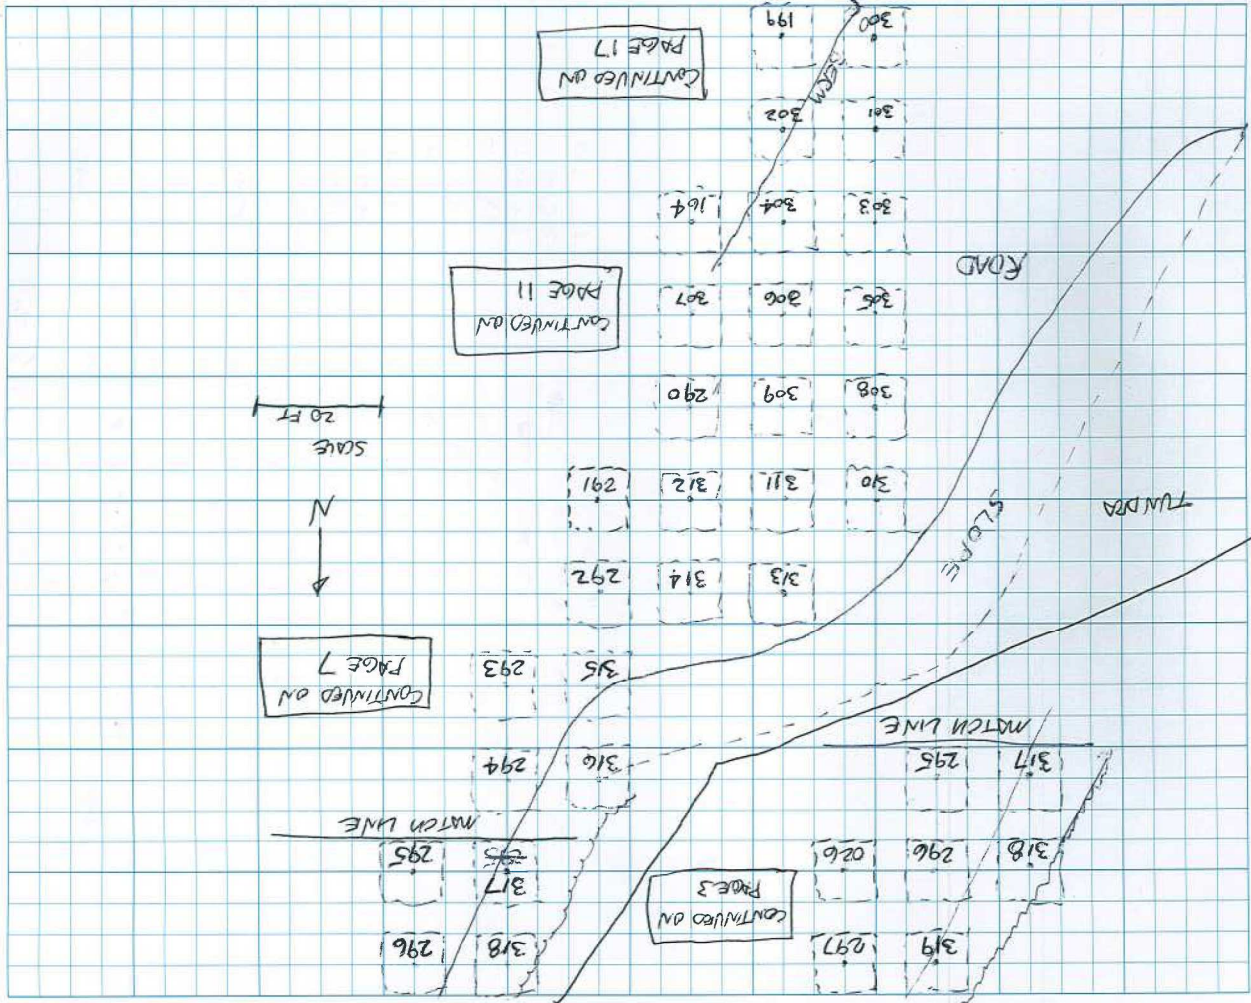 319 297 318 296
CONTINUED ON
PAGE 3
318 296 026 317 295
MATCH LINE
317 295 316 294
MATCH LINE
315 293
CONTINUED ON
PAGE 7
313 314 292
N
SLOPE
TUNDRA
310 311 312 291
SCALE
20 FT
308 309 290
305 306 307
CONTINUED ON
PAGE 11
ROAD
303 304 164
301 302
BERM
CONTINUED ON
PAGE 17
300 199